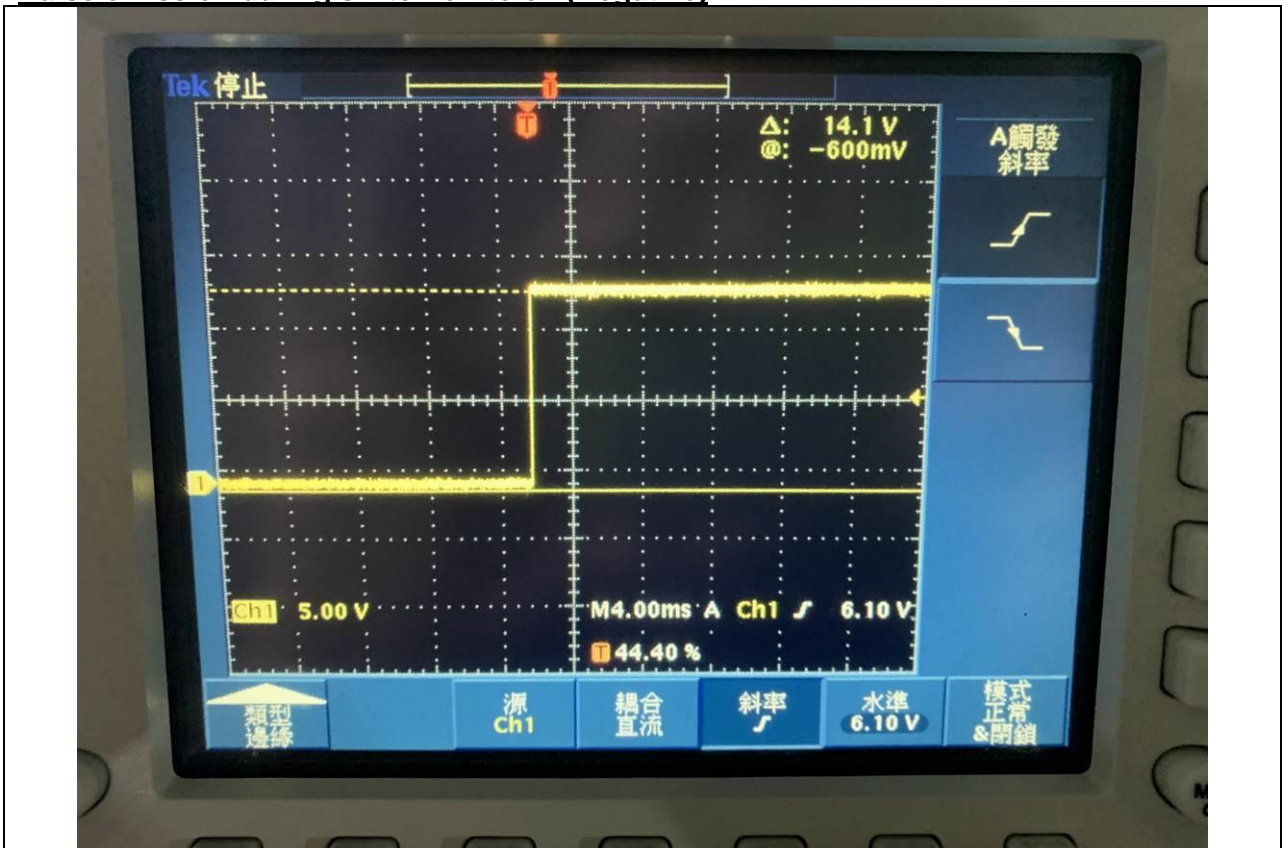 Tek 停止
T
T
Δ: 14.1 V
@: -600mV
A觸發
斜率
1
Ch1 5.00 V
M4.00ms A Ch1 6.10 V
T 44.40 %
類型
邊緣
源
Ch1
耦合
直流
斜率
水準
6.10 V
模式
正常
&閉鎖
M